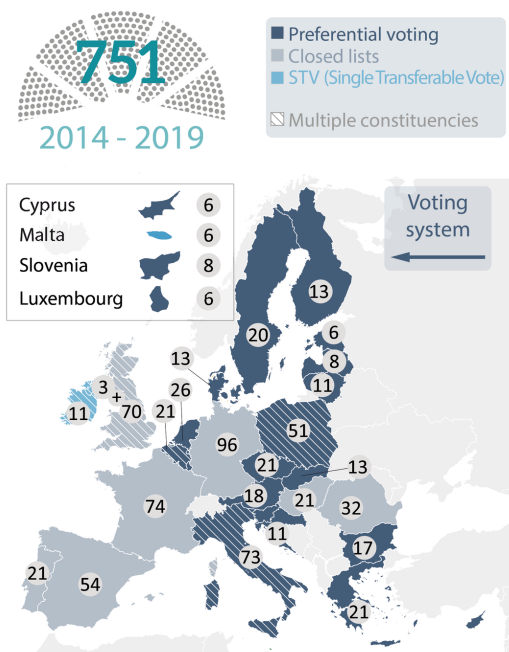 751
2014 - 2019
Preferential voting
Closed lists
STV (Single Transferable Vote)
Multiple constituencies
Voting
system
Cyprus 6
Malta 6
Slovenia 8
Luxembourg 6
13
20
6
8
11
13
26
21
3
+
70
11
51
96
21
13
18
21
32
74
11
17
73
21
54
21